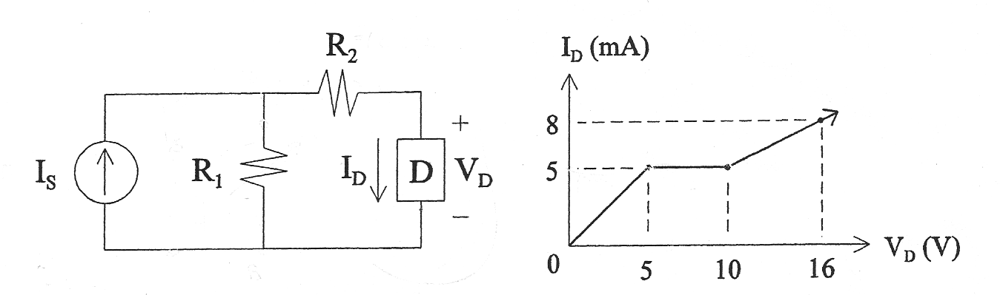 R₂
I_S
R₁
I_D
D
+
V_D
−
I_D (mA)
8
5
0
5
10
16
V_D (V)